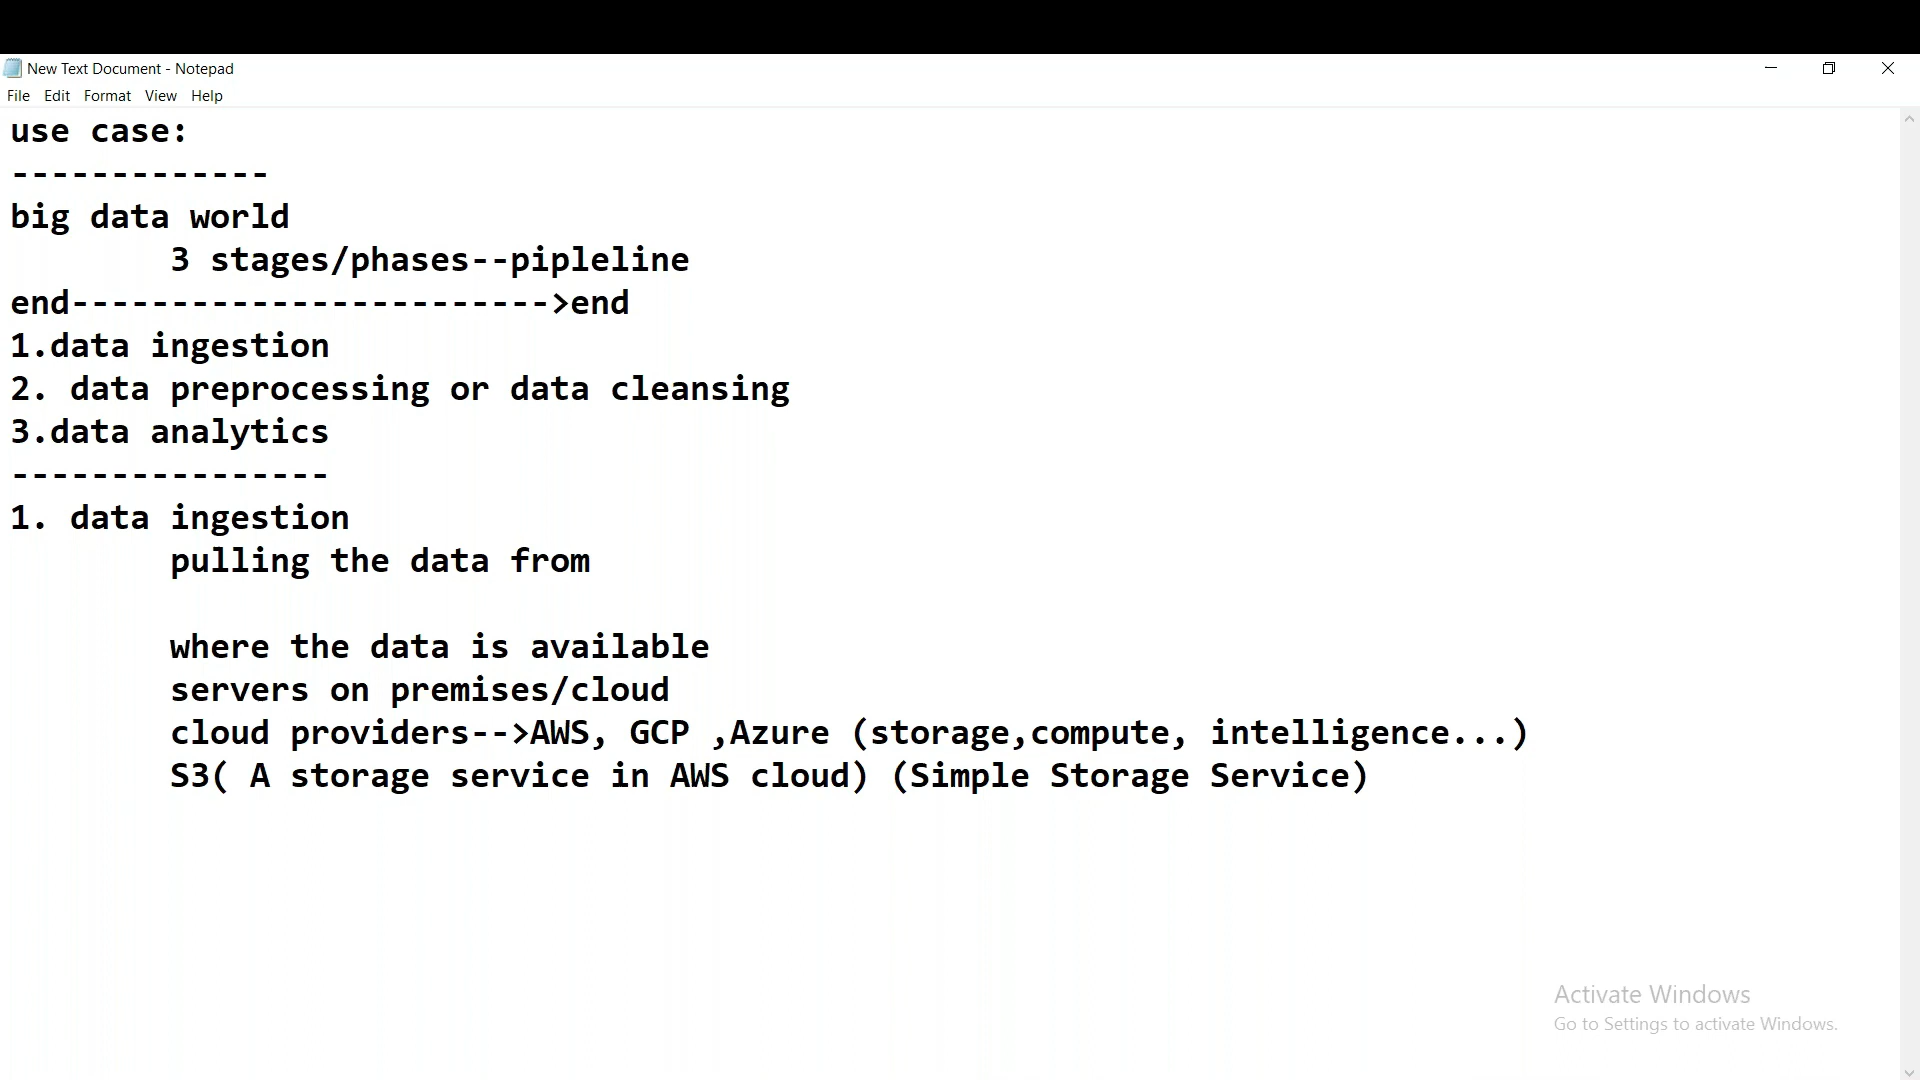 New Text Document - Notepad
File Edit Format View Help
use case:
-------------
big data world
3 stages/phases--pipleline
end------------------------>end
1.data ingestion
2. data preprocessing or data cleansing
3.data analytics
----------------
1. data ingestion
pulling the data from
where the data is available
servers on premises/cloud
cloud providers-->AWS, GCP ,Azure (storage,compute, intelligence...)
S3( A storage service in AWS cloud) (Simple Storage Service)
Activate Windows
Go to Settings to activate Windows.